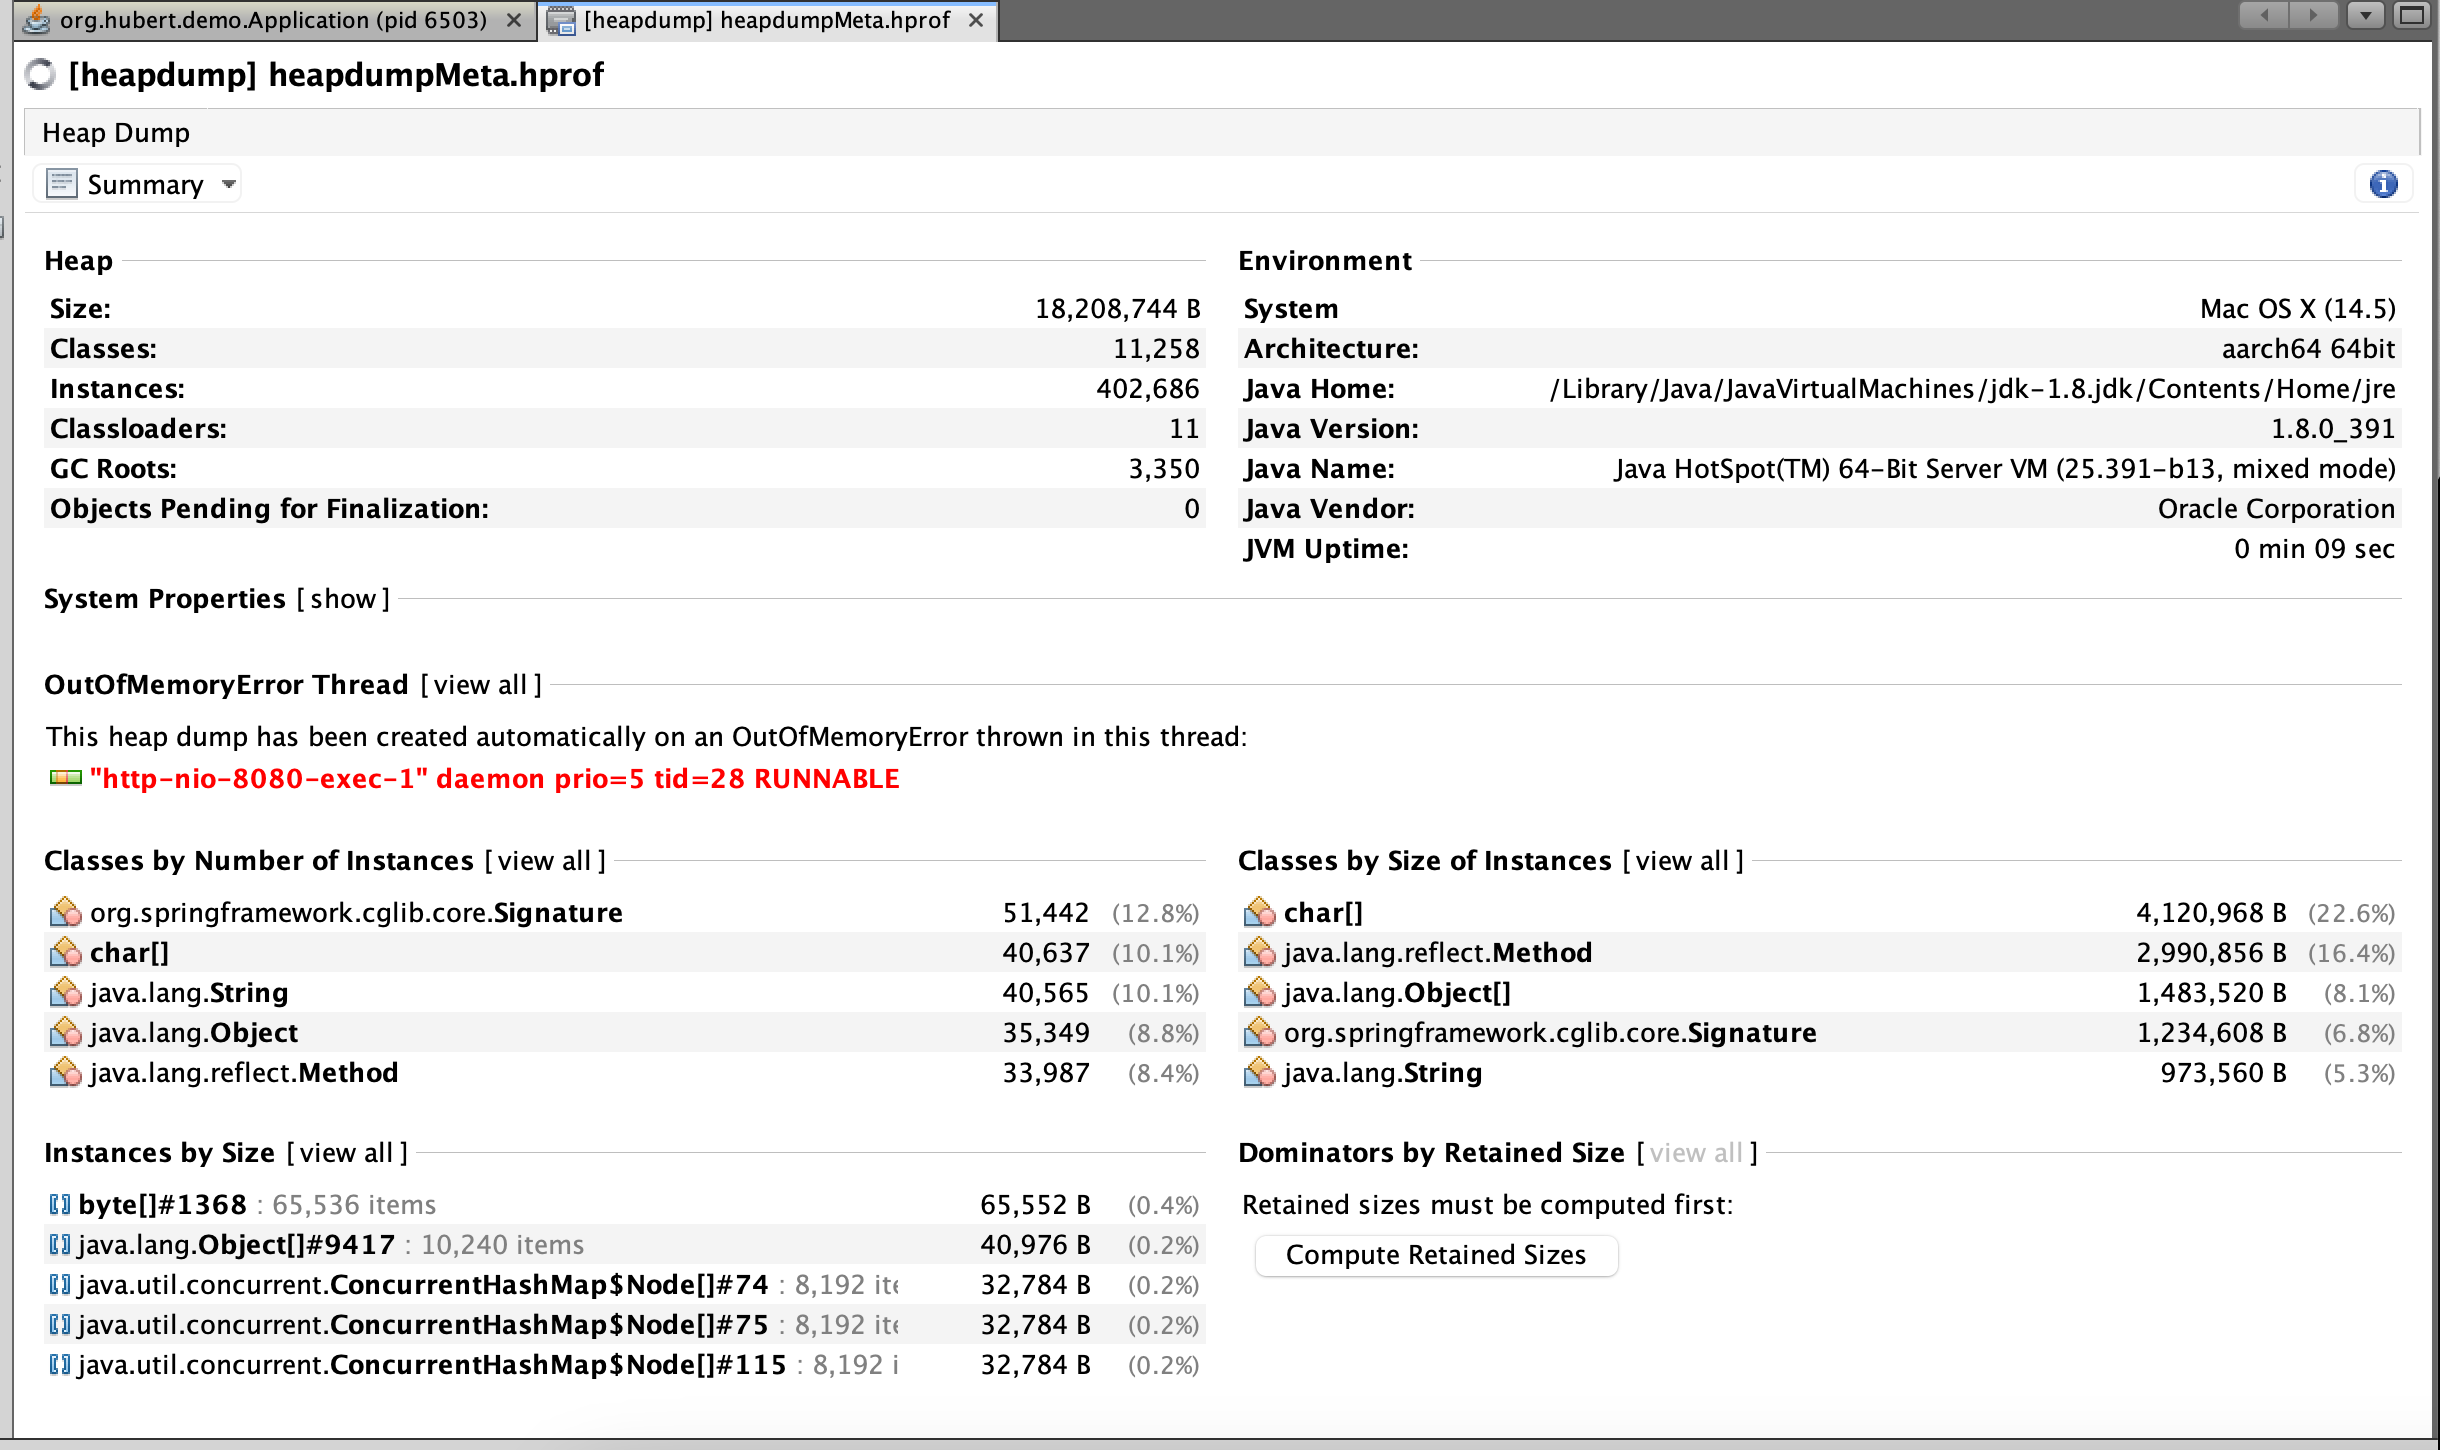 org.hubert.demo.Application (pid 6503)
[heapdump] heapdumpMeta.hprof
[heapdump] heapdumpMeta.hprof
Heap Dump
Summary
Heap
Size: 18,208,744 B
Classes: 11,258
Instances: 402,686
Classloaders: 11
GC Roots: 3,350
Objects Pending for Finalization: 0
Environment
System Mac OS X (14.5)
Architecture: aarch64 64bit
Java Home: /Library/Java/JavaVirtualMachines/jdk-1.8.jdk/Contents/Home/jre
Java Version: 1.8.0_391
Java Name: Java HotSpot(TM) 64-Bit Server VM (25.391-b13, mixed mode)
Java Vendor: Oracle Corporation
JVM Uptime: 0 min 09 sec
System Properties [show]
OutOfMemoryError Thread [view all]
This heap dump has been created automatically on an OutOfMemoryError thrown in this thread:
"http-nio-8080-exec-1" daemon prio=5 tid=28 RUNNABLE
Classes by Number of Instances [view all]
org.springframework.cglib.core.Signature 51,442 (12.8%)
char[] 40,637 (10.1%)
java.lang.String 40,565 (10.1%)
java.lang.Object 35,349 (8.8%)
java.lang.reflect.Method 33,987 (8.4%)
Classes by Size of Instances [view all]
char[] 4,120,968 B (22.6%)
java.lang.reflect.Method 2,990,856 B (16.4%)
java.lang.Object[] 1,483,520 B (8.1%)
org.springframework.cglib.core.Signature 1,234,608 B (6.8%)
java.lang.String 973,560 B (5.3%)
Instances by Size [view all]
byte[]#1368 : 65,536 items 65,552 B (0.4%)
java.lang.Object[]#9417 : 10,240 items 40,976 B (0.2%)
java.util.concurrent.ConcurrentHashMap$Node[]#74 : 8,192 ite 32,784 B (0.2%)
java.util.concurrent.ConcurrentHashMap$Node[]#75 : 8,192 ite 32,784 B (0.2%)
java.util.concurrent.ConcurrentHashMap$Node[]#115 : 8,192 i 32,784 B (0.2%)
Dominators by Retained Size [view all]
Retained sizes must be computed first:
Compute Retained Sizes